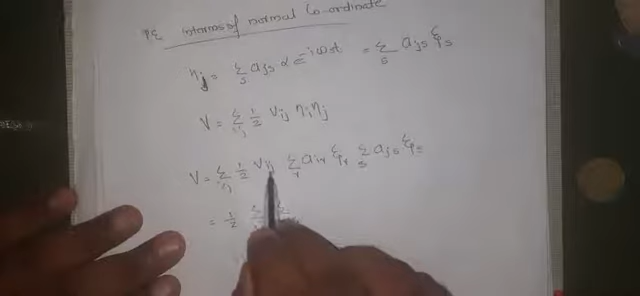 PE interms of normal Co-ordinate
ηj = Σs ajs α e^-iωst = Σs ajs ξs
V = Σij 1/2 Vij ηi ηj
V = Σij 1/2 Vij Σr air ξr Σs ajs ξs
= 1/2 Σ Σ